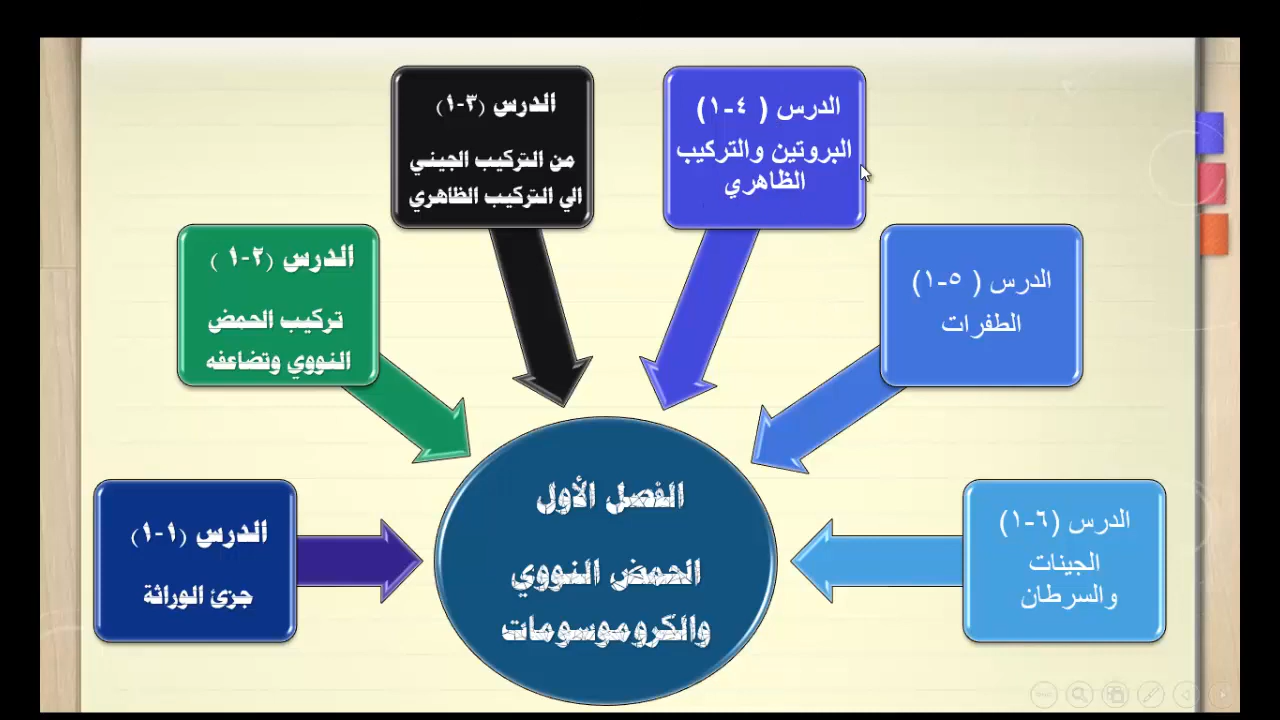 الدرس (١-١)
جزئ الوراثة
الدرس (٢-١ )
تركيب الحمض
النووي وتضاعفه
الدرس (٣-١)
من التركيب الجيني
الي التركيب الظاهري
الدرس ( ٤-١)
البروتين والتركيب
الظاهري
الدرس ( ٥-١)
الطفرات
الدرس (٦-١)
الجينات
والسرطان
الفصل الأول
الحمض النووي
والكروموسومات